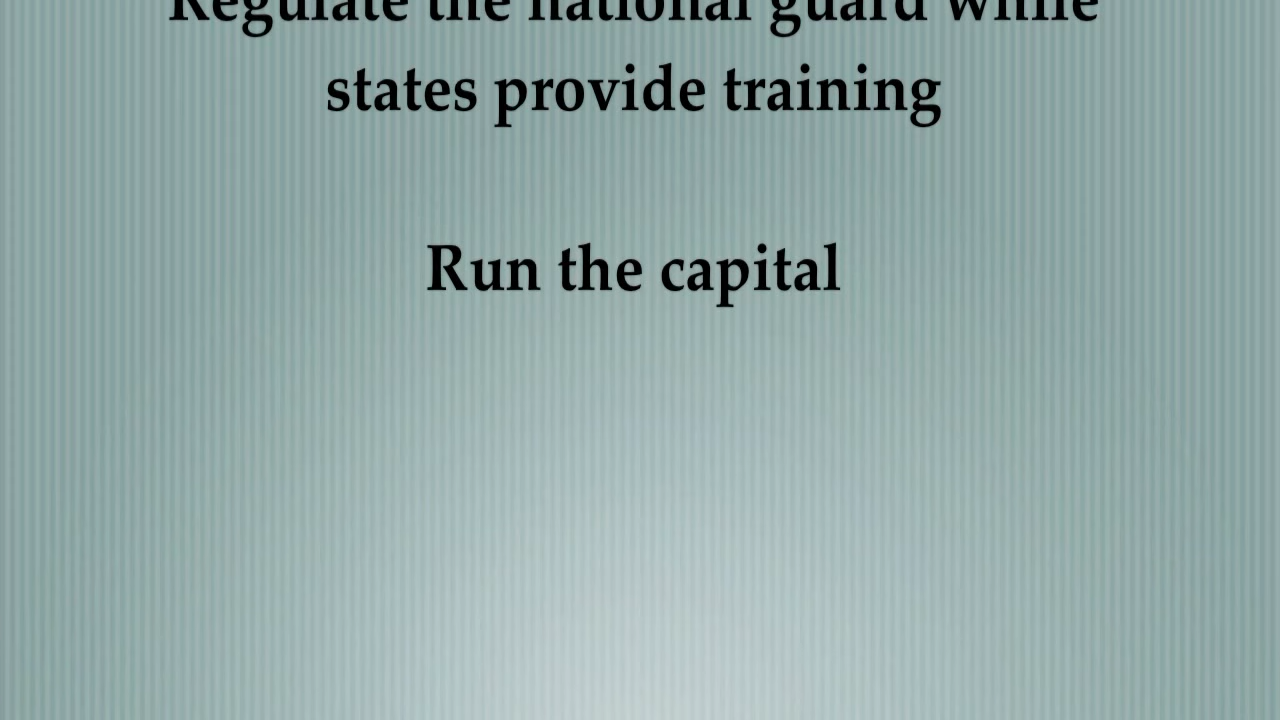 Regulate the national guard while
states provide training
Run the capital